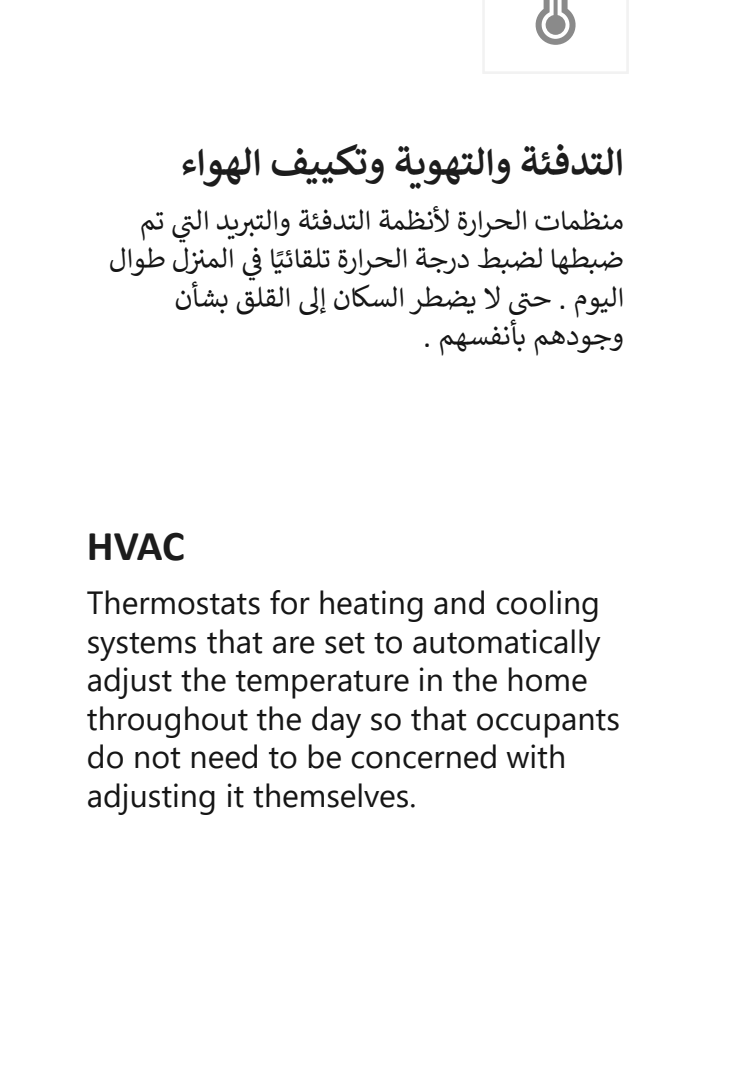 التدفئة والتهوية وتكييف الهواء
منظمات الحرارة لأنظمة التدفئة والتبريد التي تم
ضبطها لضبط درجة الحرارة تلقائيًا في المنزل طوال
اليوم . حتى لا يضطر السكان إلى القلق بشأن
وجودهم بأنفسهم .
HVAC
Thermostats for heating and cooling
systems that are set to automatically
adjust the temperature in the home
throughout the day so that occupants
do not need to be concerned with
adjusting it themselves.